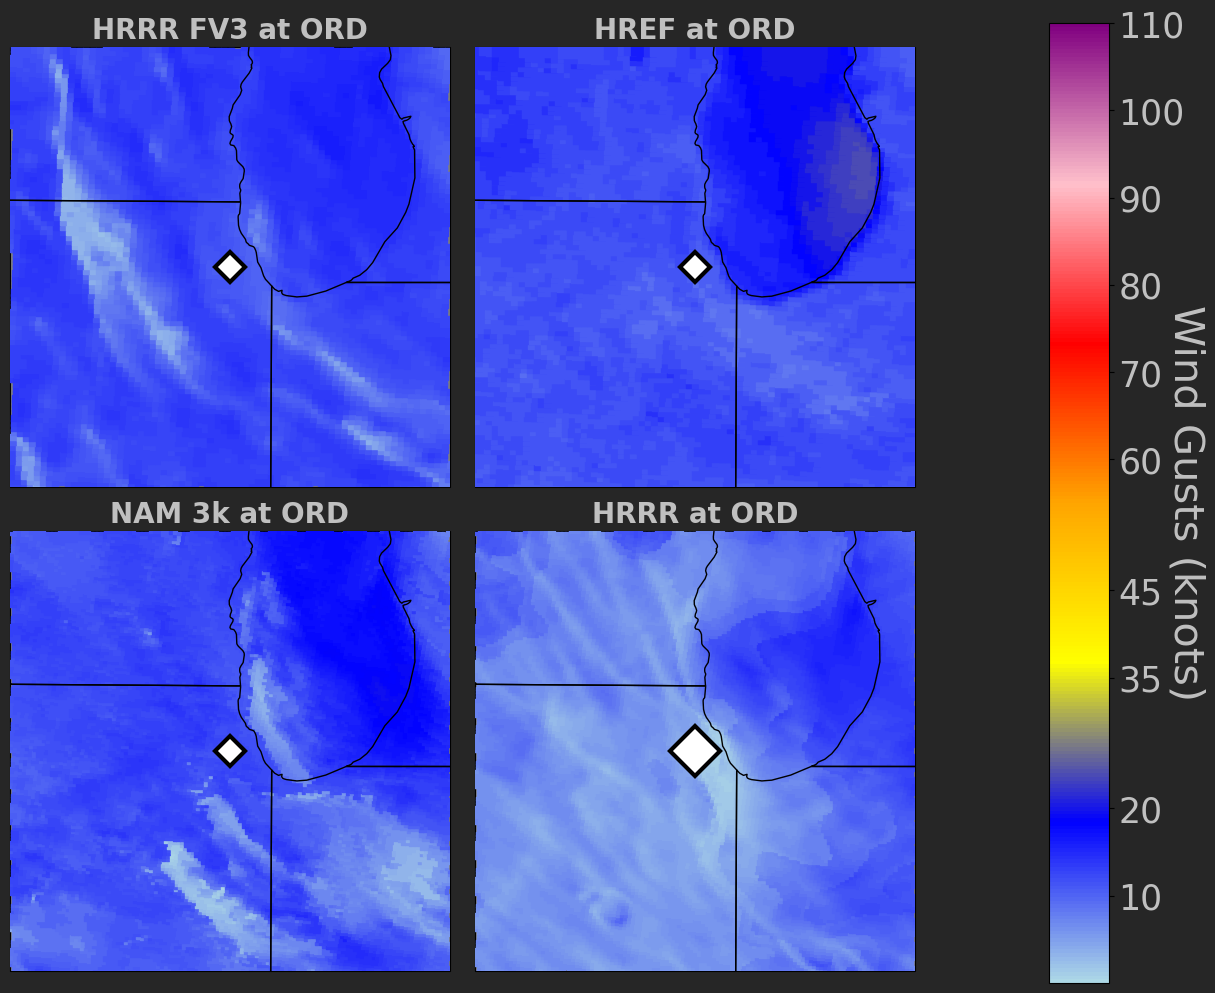 HRRR FV3 at ORD
HREF at ORD
NAM 3k at ORD
HRRR at ORD
110
100
90
80
70
60
45
35
20
10
Wind Gusts (knots)